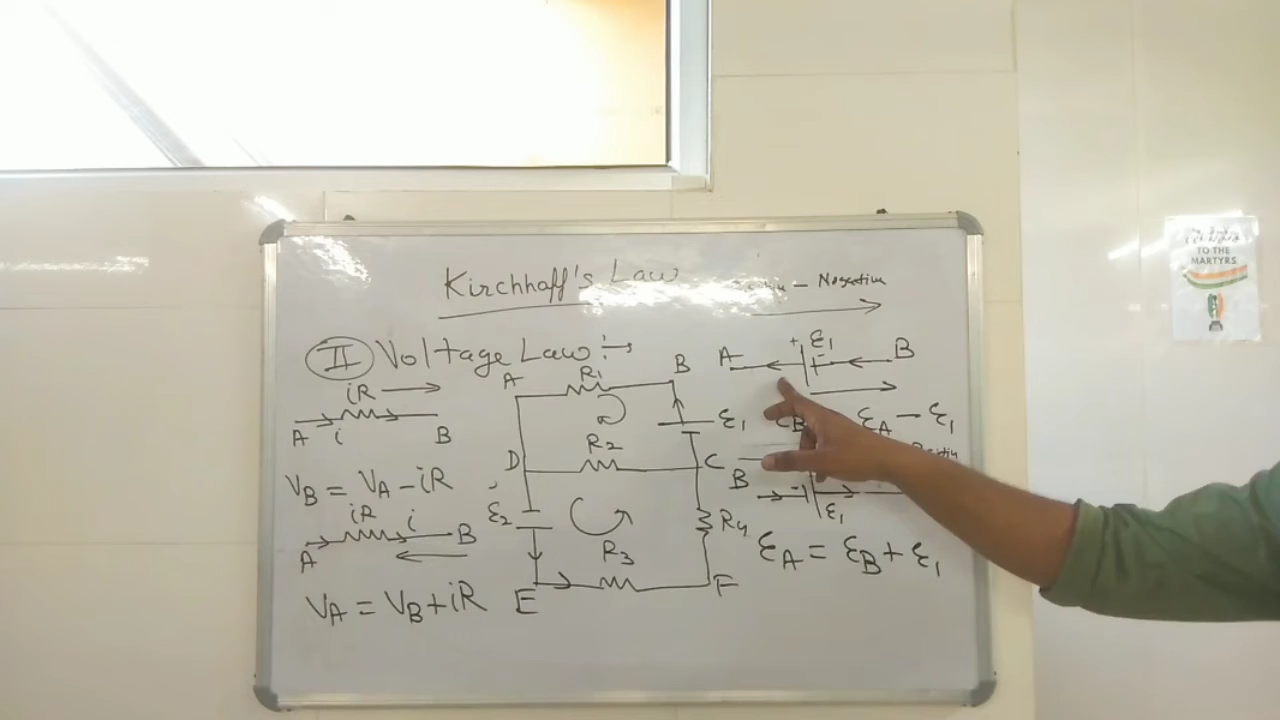 Kirchhoff's Law
- Negative
II Voltage Law :→
iR →
A i B
VB = VA - iR
iR i
A B
VA = VB + iR
A R1 B
ε1
D R2 C
ε2
R4
R3
E F
+ ε1 -
A B
εB εA - ε1
B - ε1
εA = εB + ε1
TO THE
MARTYRS